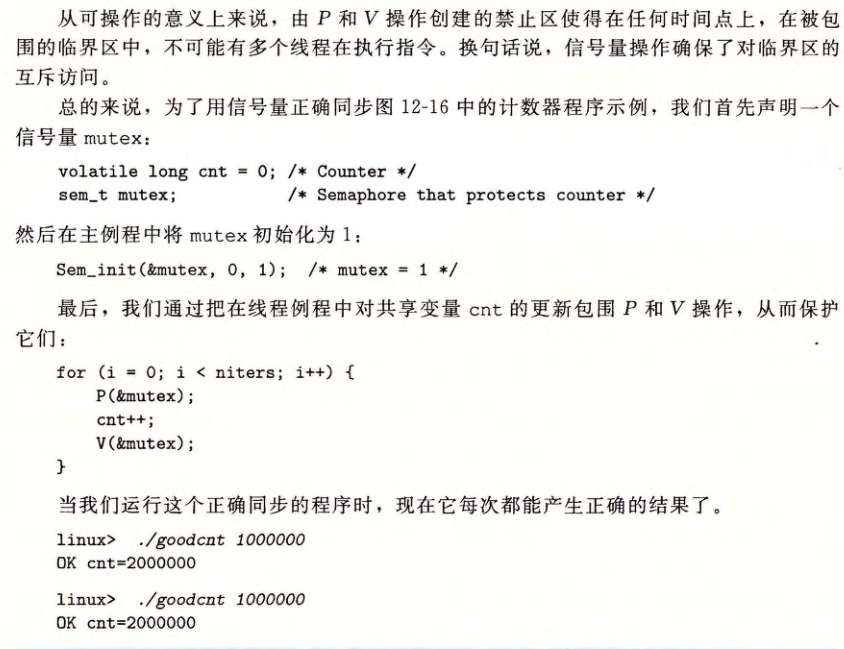 从可操作的意义上来说，由 P 和 V 操作创建的禁止区使得在任何时间点上，在被包
围的临界区中，不可能有多个线程在执行指令。换句话说，信号量操作确保了对临界区的
互斥访问。
总的来说，为了用信号量正确同步图 12-16 中的计数器程序示例，我们首先声明一个
信号量 mutex：
volatile long cnt = 0; /* Counter */
sem_t mutex;           /* Semaphore that protects counter */
然后在主例程中将 mutex 初始化为 1：
Sem_init(&mutex, 0, 1);  /* mutex = 1 */
最后，我们通过把在线程例程中对共享变量 cnt 的更新包围 P 和 V 操作，从而保护
它们：
for (i = 0; i < niters; i++) {
    P(&mutex);
    cnt++;
    V(&mutex);
}
当我们运行这个正确同步的程序时，现在它每次都能产生正确的结果了。
linux>  ./goodcnt 1000000
OK cnt=2000000
linux>  ./goodcnt 1000000
OK cnt=2000000